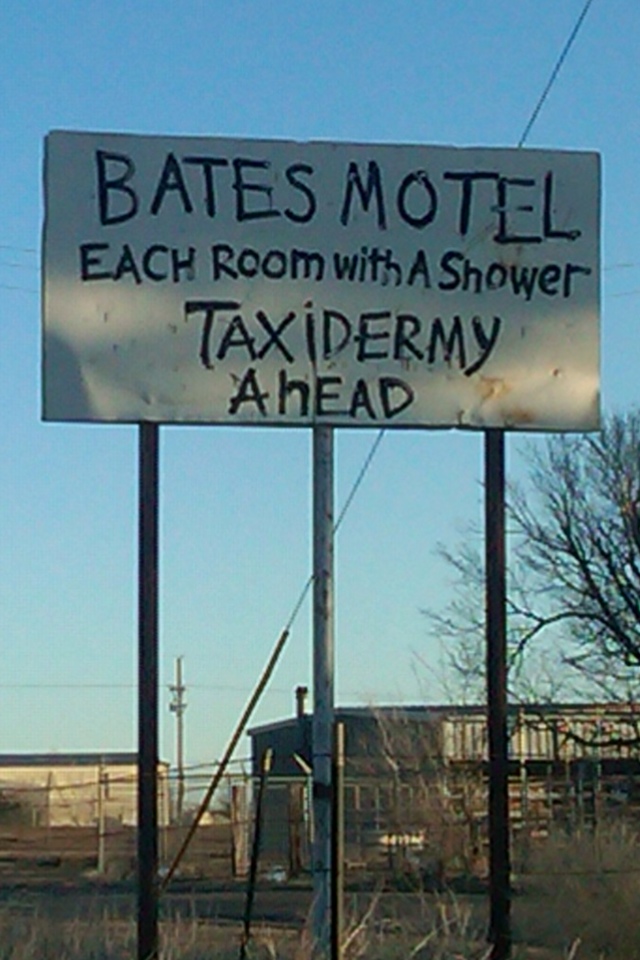 BATES MOTEL
EACH RooM with A Shower
TAXiDERMY
AhEAD